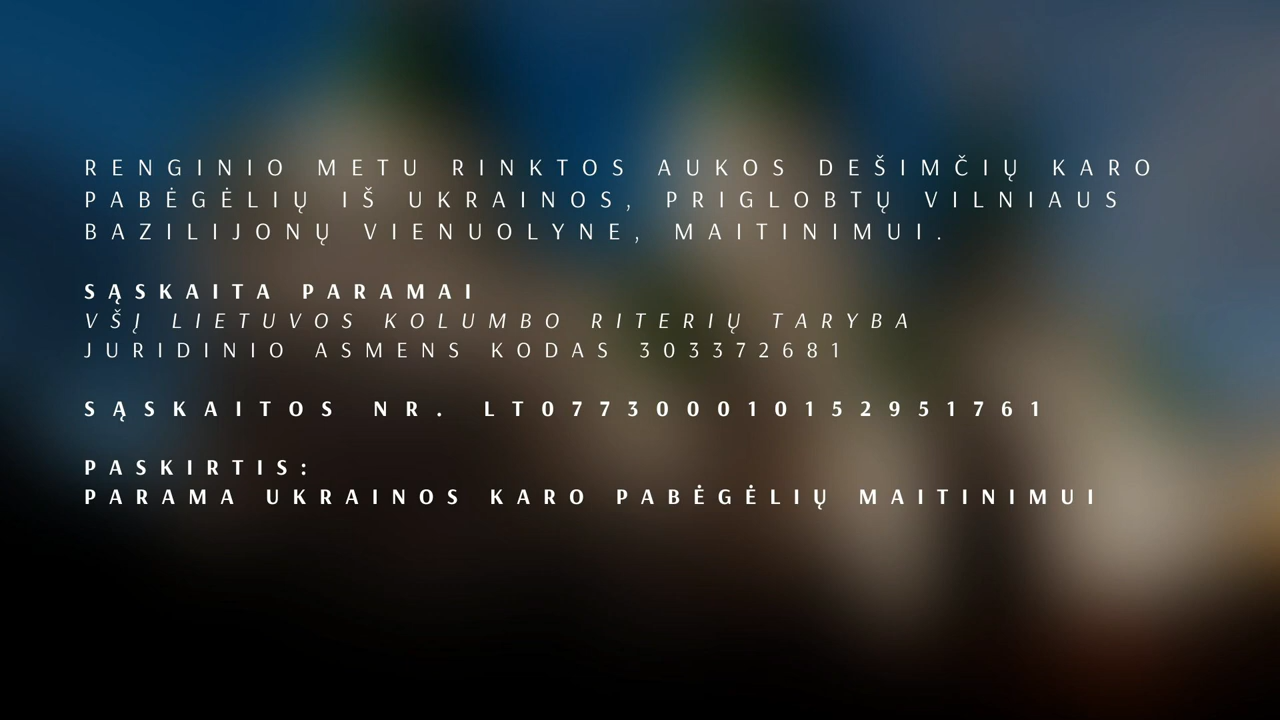 RENGINIO METU RINKTOS AUKOS DEŠIMČIŲ KARO
PABĖGĖLIŲ IŠ UKRAINOS, PRIGLOBTŲ VILNIAUS
BAZILIJONŲ VIENUOLYNE, MAITINIMUI.
SĄSKAITA PARAMAI
VŠĮ LIETUVOS KOLUMBO RITERIŲ TARYBA
JURIDINIO ASMENS KODAS 303372681
SĄSKAITOS NR. LT077300010152951761
PASKIRTIS:
PARAMA UKRAINOS KARO PABĖGĖLIŲ MAITINIMUI